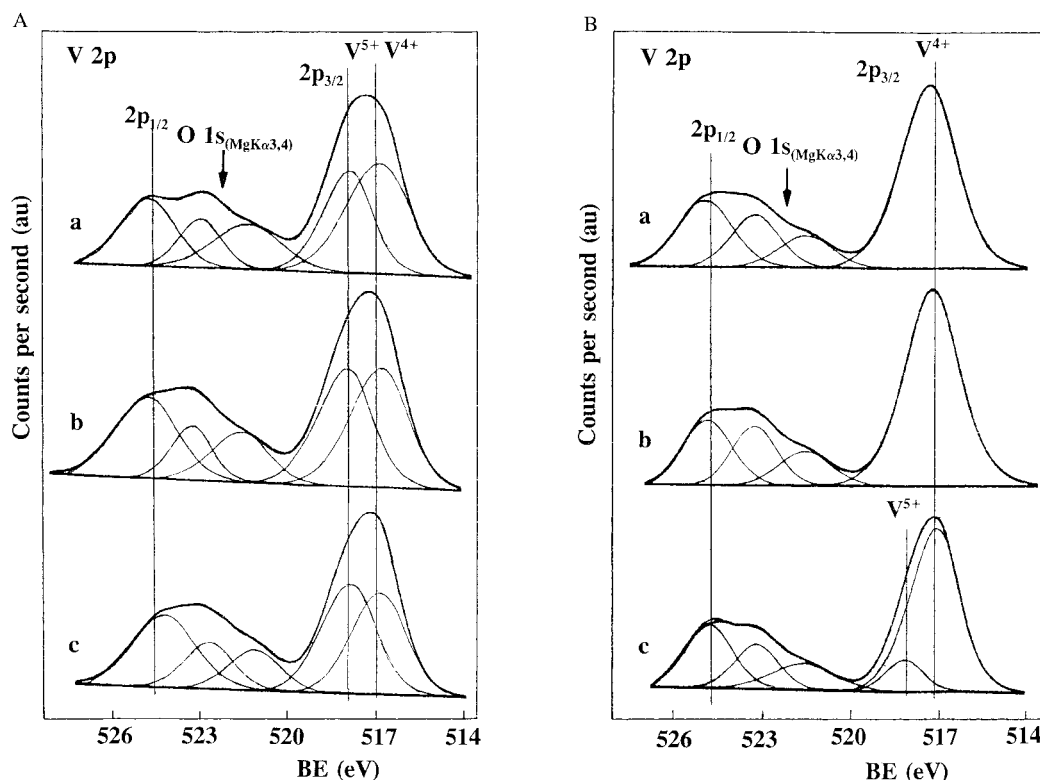 A
V 2p
V⁵⁺ V⁴⁺
2p₃/₂
2p₁/₂ O 1s(MgKα3,4)
a
b
c
Counts per second (au)
526 523 520 517 514
BE (eV)
B
V 2p
V⁴⁺
2p₃/₂
2p₁/₂ O 1s(MgKα3,4)
a
b
V⁵⁺
c
Counts per second (au)
526 523 520 517 514
BE (eV)